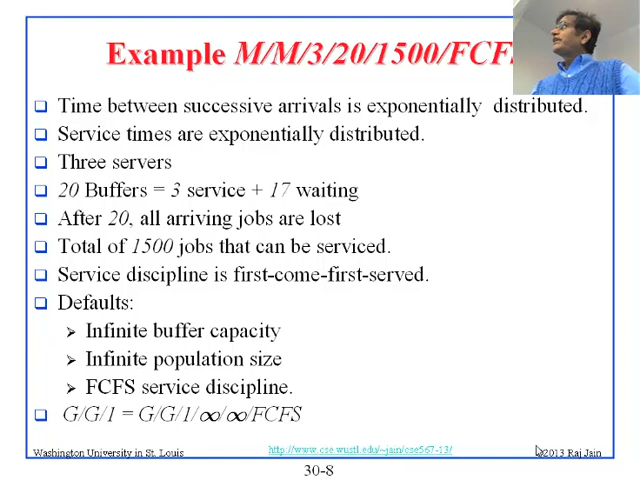 Example M/M/3/20/1500/FCFS
Time between successive arrivals is exponentially distributed.
Service times are exponentially distributed.
Three servers
20 Buffers = 3 service + 17 waiting
After 20, all arriving jobs are lost
Total of 1500 jobs that can be serviced.
Service discipline is first-come-first-served.
Defaults:
Infinite buffer capacity
Infinite population size
FCFS service discipline.
G/G/1 = G/G/1/∞/∞/FCFS
Washington University in St. Louis
http://www.cse.wustl.edu/~jain/cse567-13/
©2013 Raj Jain
30-8